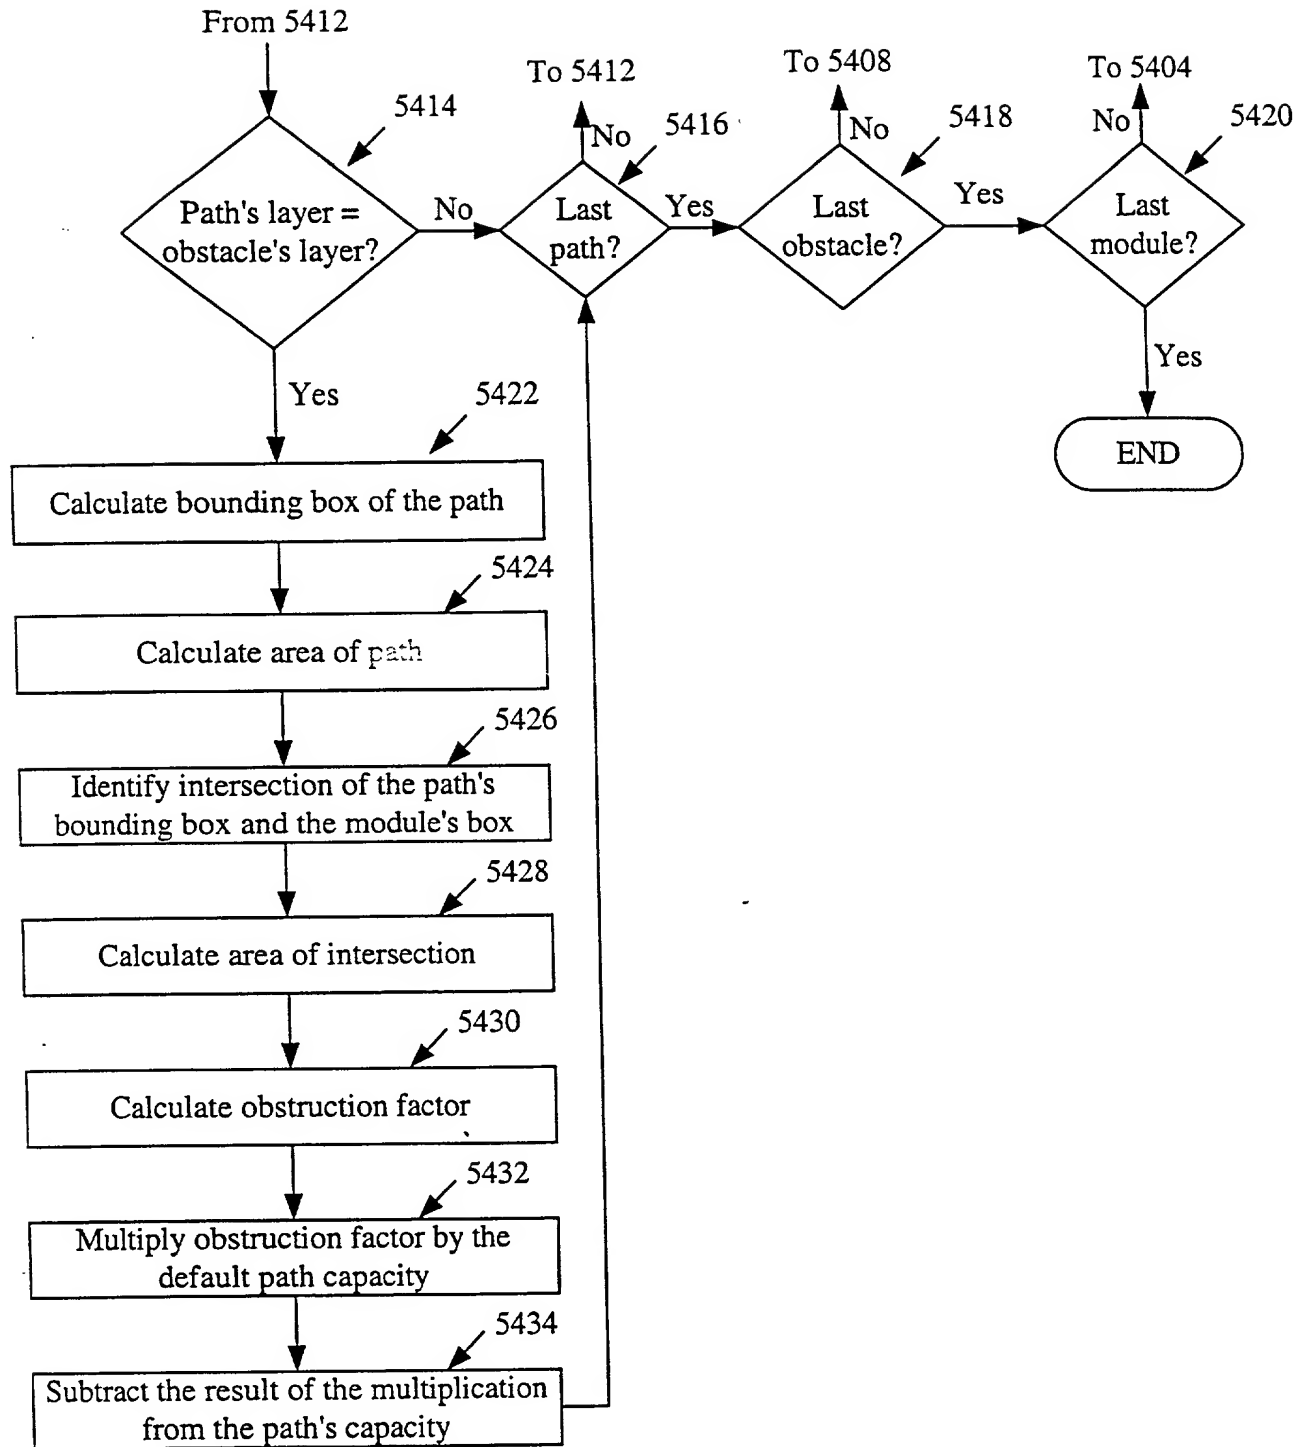 From 5412
To 5412
To 5408
To 5404
5414
5416
5418
5420
No
No
No
Path's layer =
obstacle's layer?
No
Last
path?
Yes
Last
obstacle?
Yes
Last
module?
Yes
Yes
END
5422
Calculate bounding box of the path
5424
Calculate area of path
5426
Identify intersection of the path's
bounding box and the module's box
5428
Calculate area of intersection
5430
Calculate obstruction factor
5432
Multiply obstruction factor by the
default path capacity
5434
Subtract the result of the multiplication
from the path's capacity